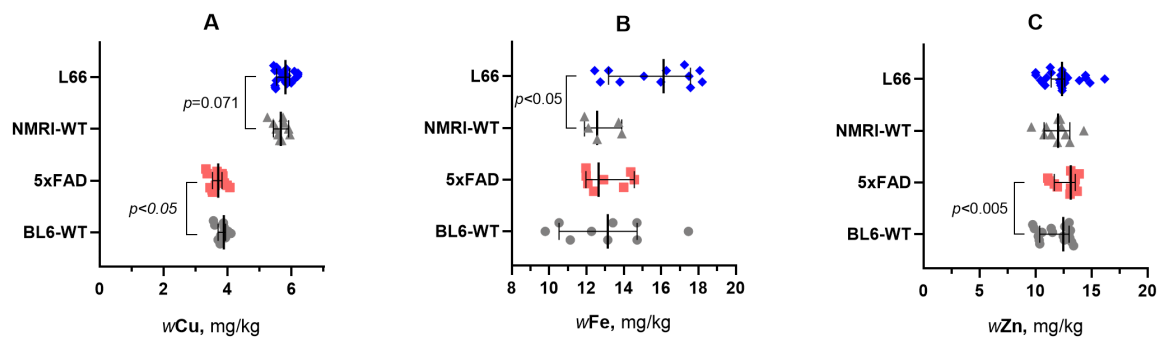 A
L66
NMRI-WT
5xFAD
BL6-WT
p=0.071
p<0.05
0 2 4 6
wCu, mg/kg
B
L66
NMRI-WT
5xFAD
BL6-WT
p<0.05
8 10 12 14 16 18 20
wFe, mg/kg
C
L66
NMRI-WT
5xFAD
BL6-WT
p<0.005
0 5 10 15 20
wZn, mg/kg